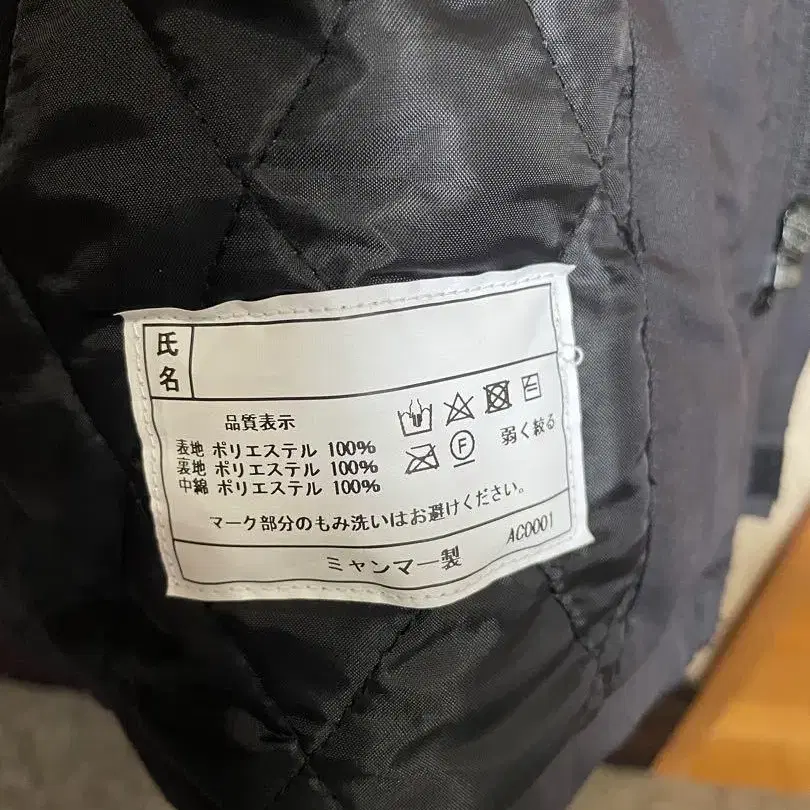 氏名
品質表示
表地 ポリエステル 100%
裏地 ポリエステル 100%
中綿 ポリエステル 100%
F
弱く絞る
マーク部分のもみ洗いはお避けください。
AC0001
ミャンマー製